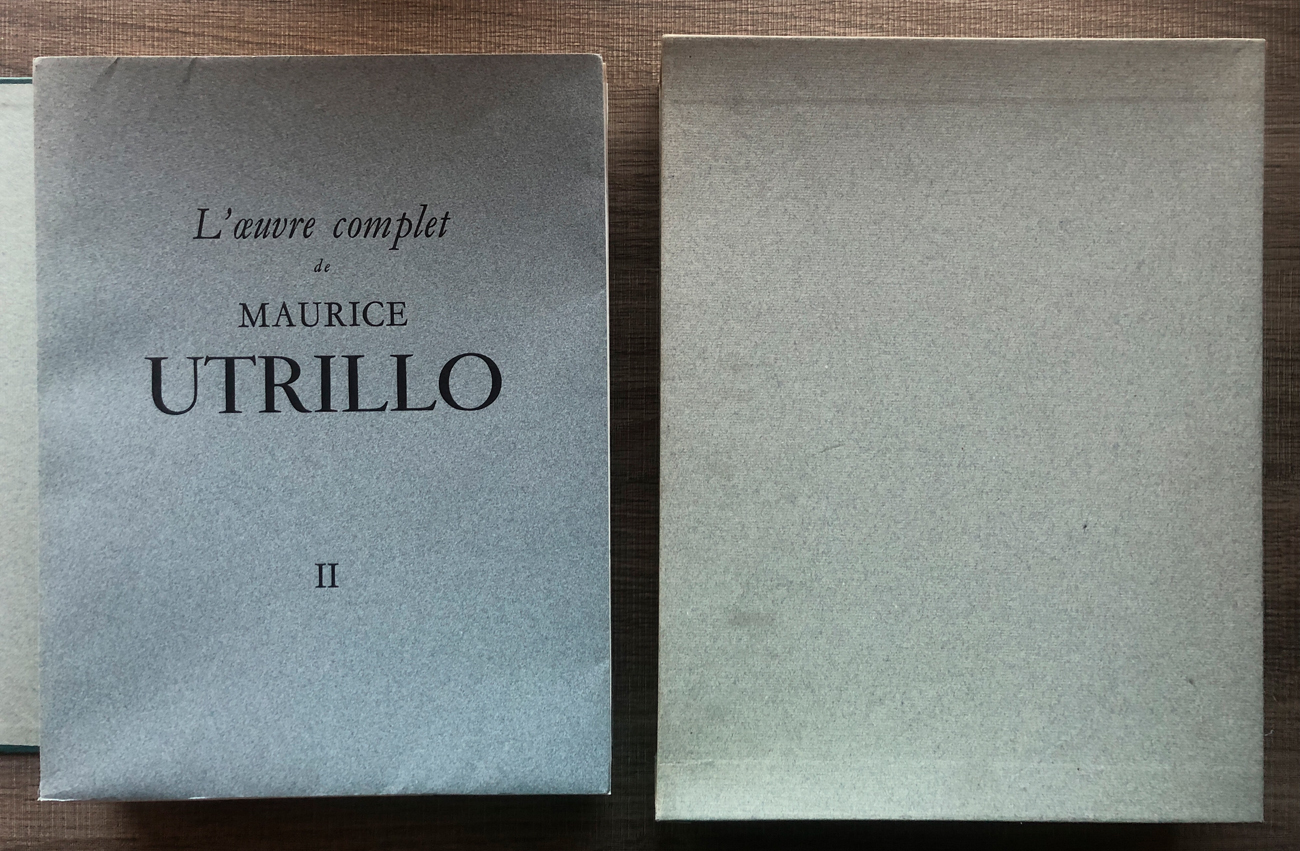 L'œuvre complet
de
MAURICE
UTRILLO
II